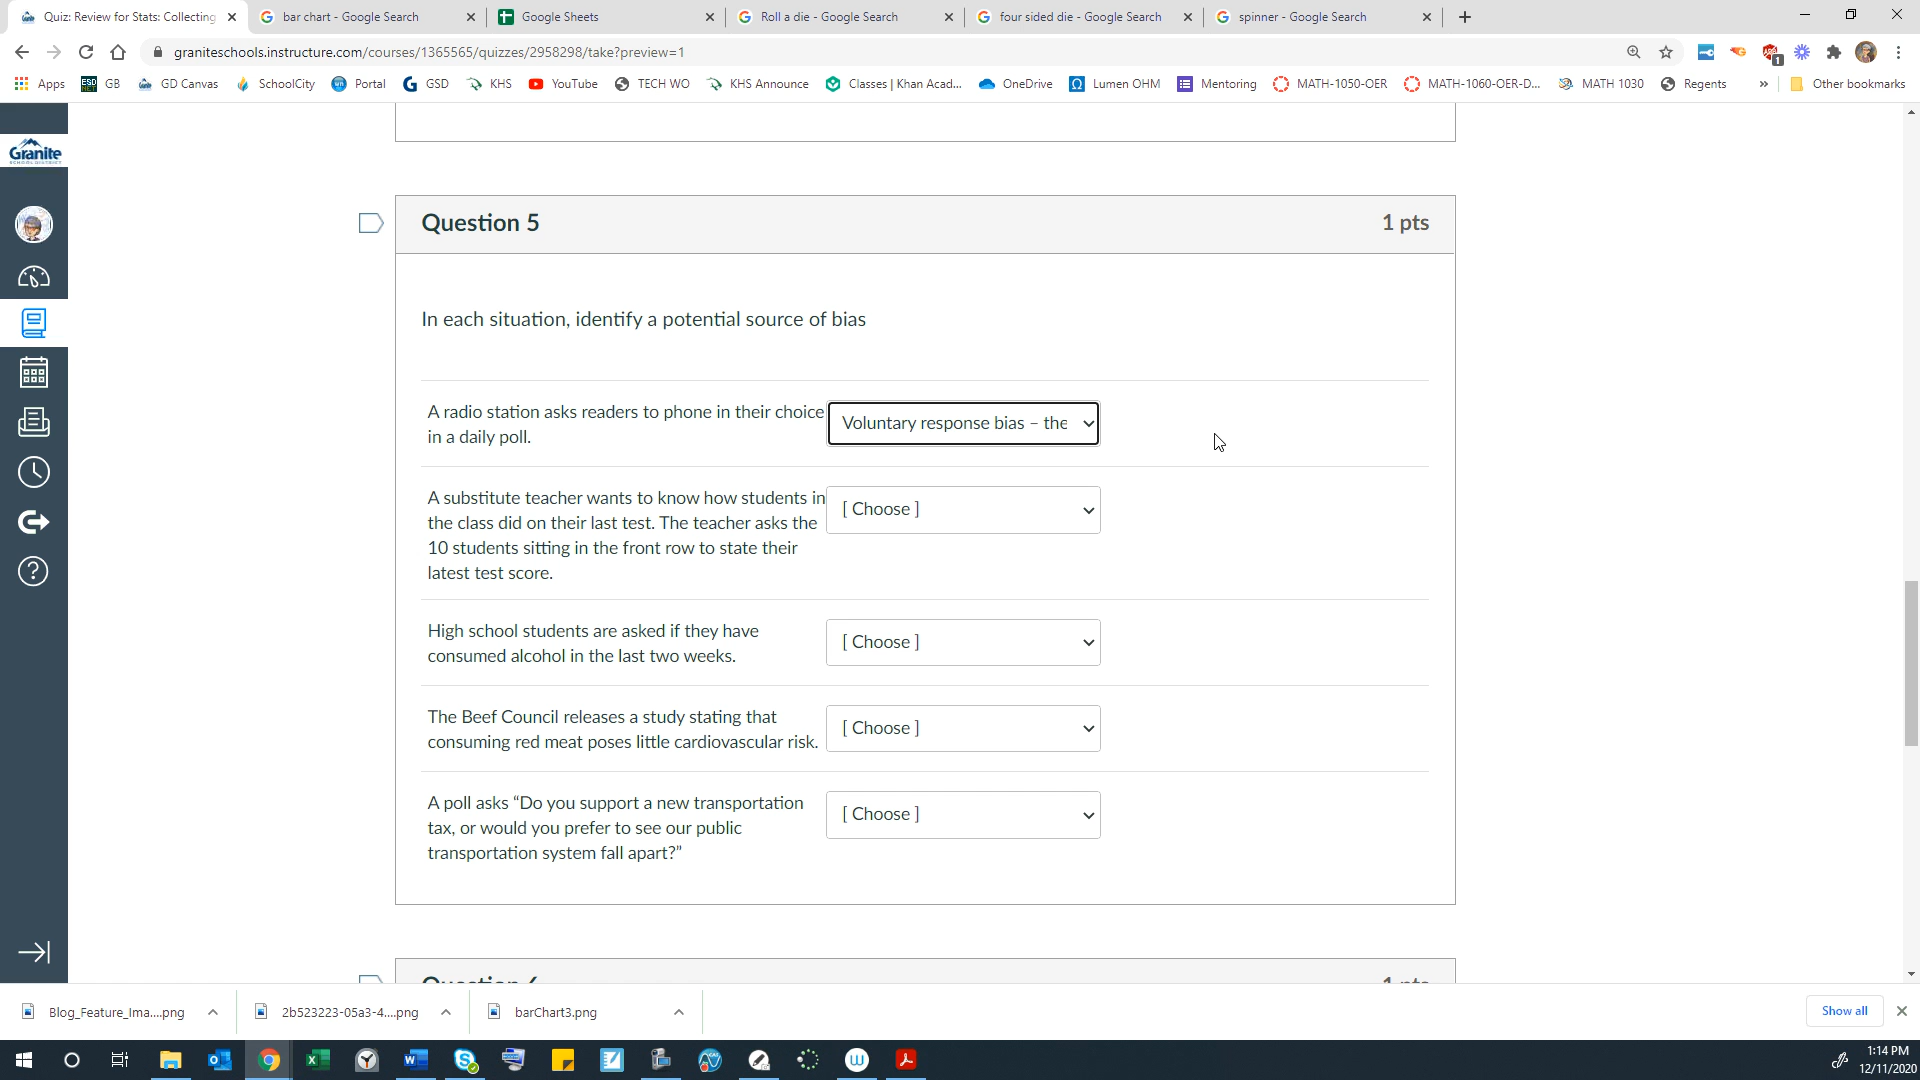 Quiz: Review for Stats: Collecting
bar chart - Google Search
Google Sheets
Roll a die - Google Search
four sided die - Google Search
spinner - Google Search
graniteschools.instructure.com/courses/1365565/quizzes/2958298/take?preview=1
1
Apps
GB
GD Canvas
SchoolCity
Portal
GSD
KHS
YouTube
TECH WO
KHS Announce
Classes | Khan Acad...
OneDrive
Lumen OHM
Mentoring
MATH-1050-OER
MATH-1060-OER-D...
MATH 1030
Regents
»
Other bookmarks
Granite
SCHOOL DISTRICT
Question 5
1 pts
In each situation, identify a potential source of bias
A radio station asks readers to phone in their choice
in a daily poll.
Voluntary response bias – the
A substitute teacher wants to know how students in
the class did on their last test. The teacher asks the
10 students sitting in the front row to state their
latest test score.
[ Choose ]
High school students are asked if they have
consumed alcohol in the last two weeks.
[ Choose ]
The Beef Council releases a study stating that
consuming red meat poses little cardiovascular risk.
[ Choose ]
A poll asks “Do you support a new transportation
tax, or would you prefer to see our public
transportation system fall apart?”
[ Choose ]
Question 6
1 pts
Blog_Feature_Ima....png
2b523223-05a3-4....png
barChart3.png
Show all
1:14 PM
12/11/2020